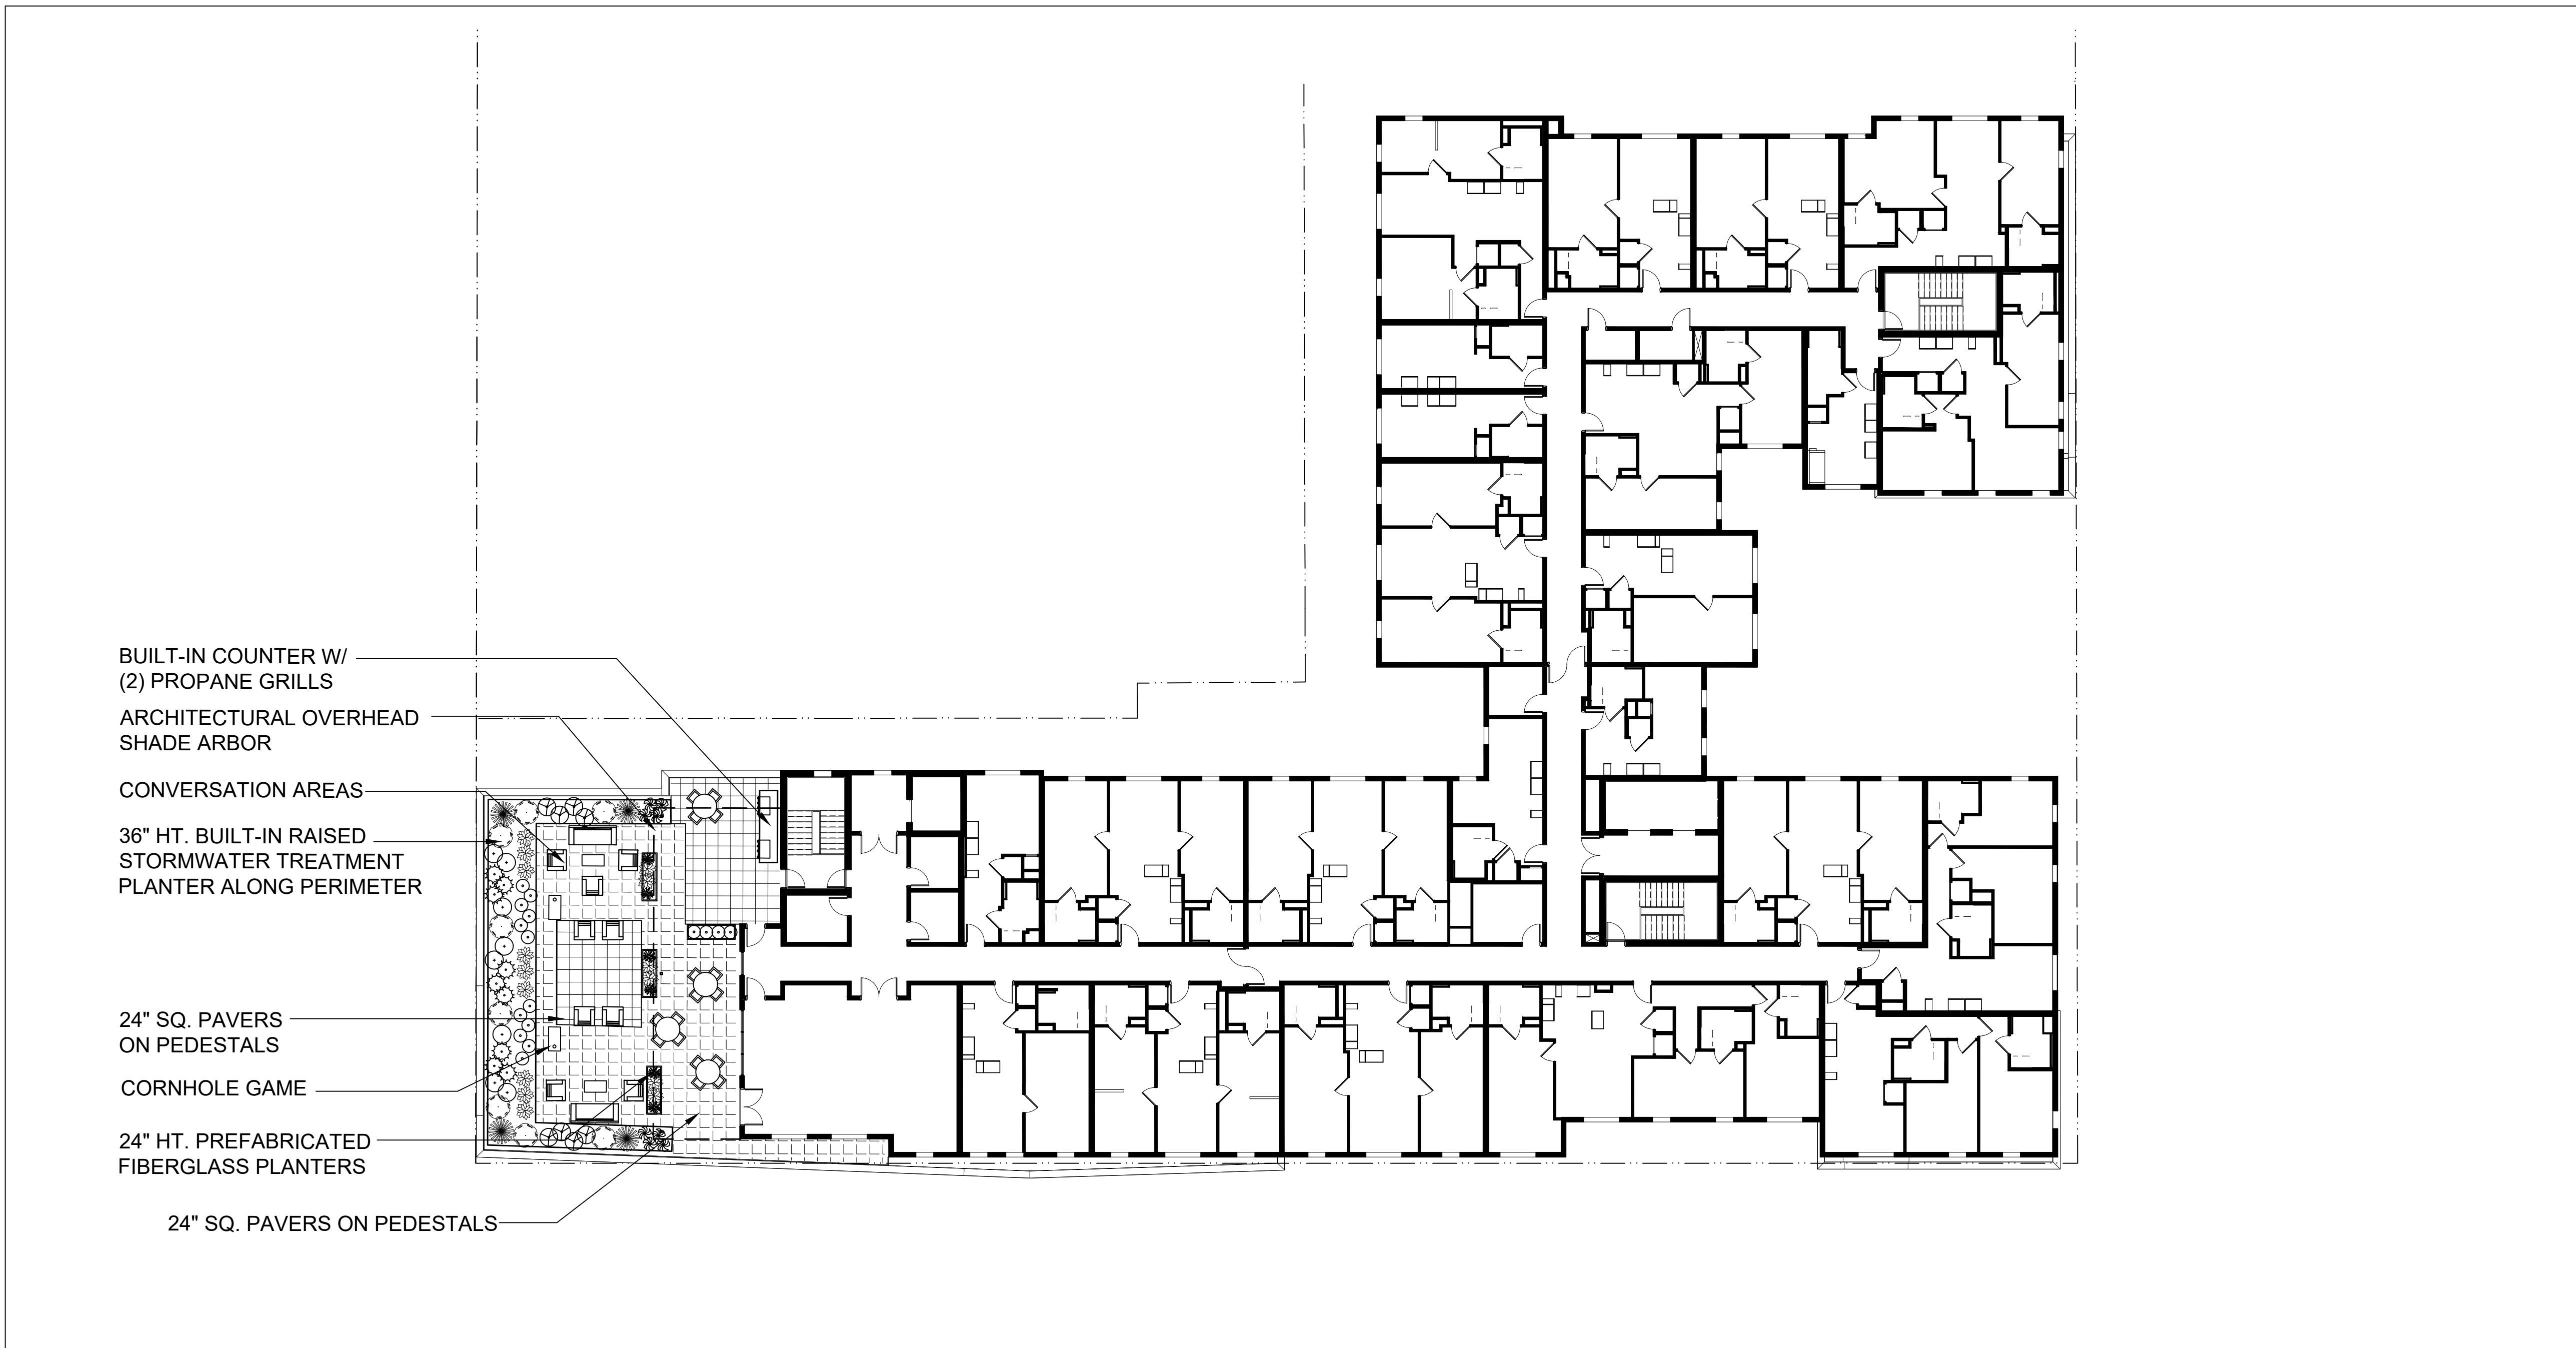 BUILT-IN COUNTER W/
(2) PROPANE GRILLS
ARCHITECTURAL OVERHEAD
SHADE ARBOR
CONVERSATION AREAS
36" HT. BUILT-IN RAISED
STORMWATER TREATMENT
PLANTER ALONG PERIMETER
24" SQ. PAVERS
ON PEDESTALS
CORNHOLE GAME
24" HT. PREFABRICATED
FIBERGLASS PLANTERS
24" SQ. PAVERS ON PEDESTALS